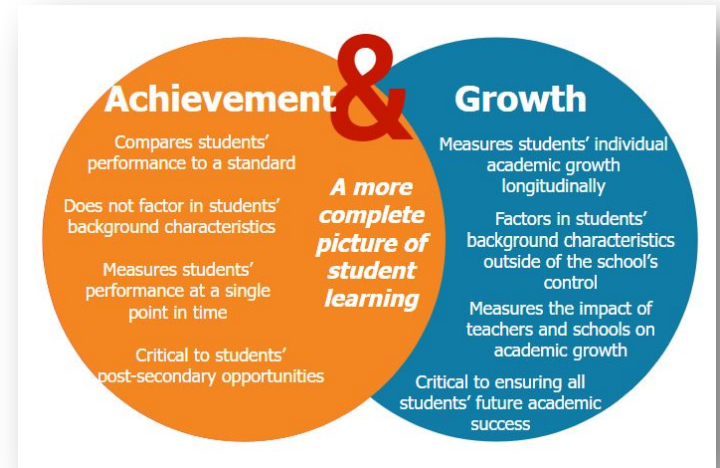 &
Achievement
Compares students’
performance to a standard
Does not factor in students’
background characteristics
Measures students’
performance at a single
point in time
Critical to students’
post-secondary opportunities
A more
complete
picture of
student
learning
Growth
Measures students’ individual
academic growth
longitudinally
Factors in students’
background characteristics
outside of the school’s
control
Measures the impact of
teachers and schools on
academic growth
Critical to ensuring all
students’ future academic
success